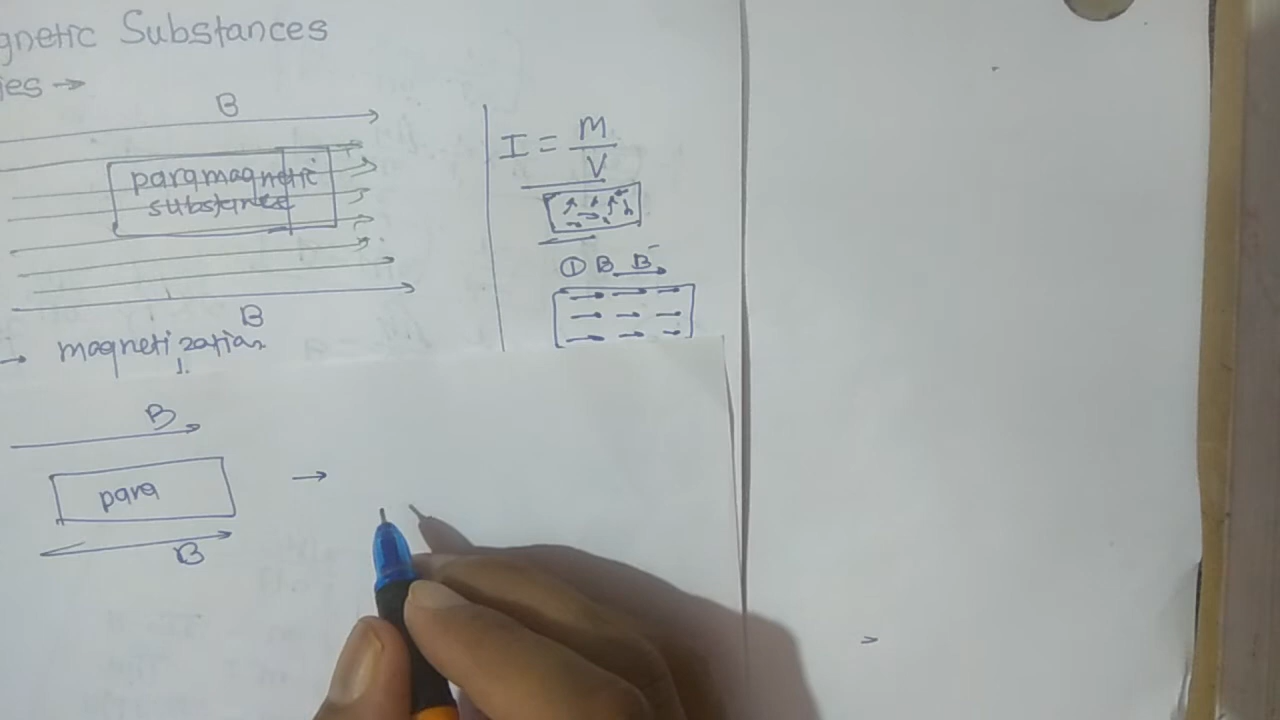 gnetic Substances
ies →
B
paramagnetic
substance
B
→ magnetization
B
para
→
B
I = M
V
① B B